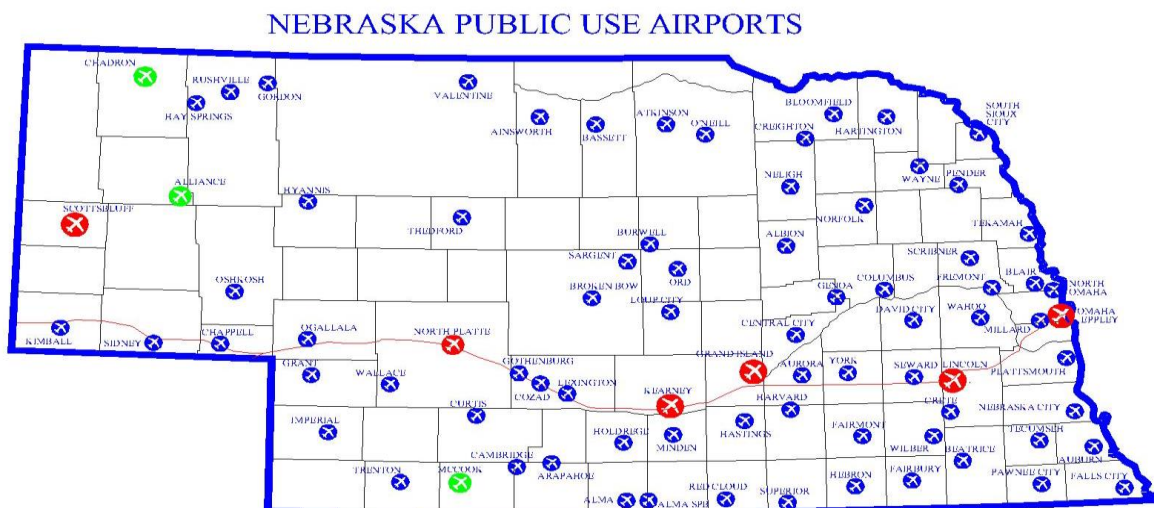 NEBRASKA PUBLIC USE AIRPORTS
CHADRON
RUSHVILLE
GORDON
HAY SPRINGS
VALENTINE
AINSWORTH
BASSETT
ATKINSON
O'NEILL
BLOOMFIELD
CREIGHTON
HARTINGTON
SOUTH
SIOUX
CITY
ALLIANCE
HYANNIS
NELIGH
WAYNE
PENDER
SCOTTSBLUFF
THEDFORD
NORFOLK
TEKAMAH
BURWELL
ALBION
SARGENT
ORD
SCRIBNER
OSHKOSH
BROKEN BOW
LOUP CITY
GENOA
COLUMBUS
FREMONT
BLAIR
NORTH
OMAHA
KIMBALL
SIDNEY
CHAPPELL
OGALLALA
NORTH PLATTE
CENTRAL CITY
DAVID CITY
WAHOO
MILLARD
OMAHA
EPPLEY
GRANT
WALLACE
GOTHENBURG
COZAD
LEXINGTON
KEARNEY
GRAND ISLAND
AURORA
YORK
SEWARD
LINCOLN
PLATTSMOUTH
IMPERIAL
CURTIS
HOLDREGE
MINDEN
HASTINGS
HARVARD
FAIRMONT
CRETE
WILBER
NEBRASKA CITY
TECUMSEH
AUBURN
TRENTON
MCCOOK
CAMBRIDGE
ARAPAHOE
ALMA
ALMA SPB
RED CLOUD
SUPERIOR
HEBRON
FAIRBURY
BEATRICE
PAWNEE CITY
FALLS CITY